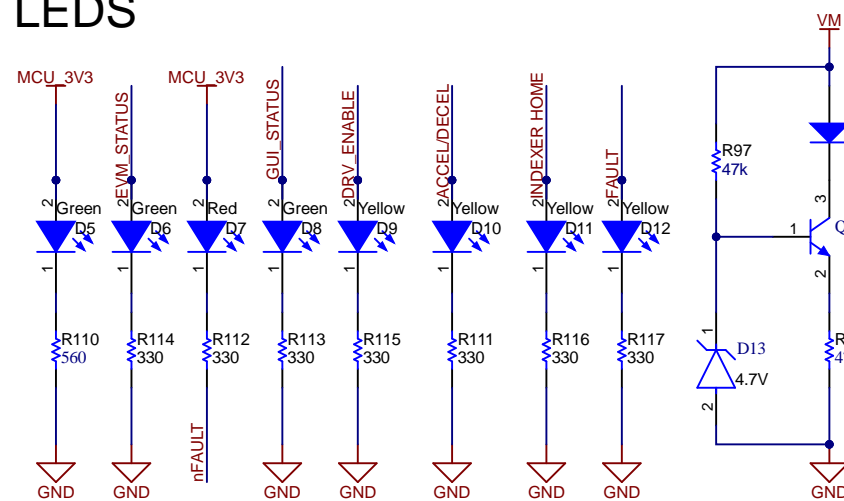 LEDS
VM
MCU_3V3
MCU_3V3
EVM_STATUS
GUI_STATUS
DRV_ENABLE
ACCEL/DECEL
INDEXER HOME
FAULT
R97
47k
2 Green D5 1
2 Green D6 1
2 Red D7 1
2 Green D8 1
2 Yellow D9 1
2 Yellow D10 1
2 Yellow D11 1
2 Yellow D12 1
3
1
Q
2
R110
560
R114
330
R112
330
R113
330
R115
330
R111
330
R116
330
R117
330
1
D13
4.7V
2
nFAULT
GND
GND
GND
GND
GND
GND
GND
GND